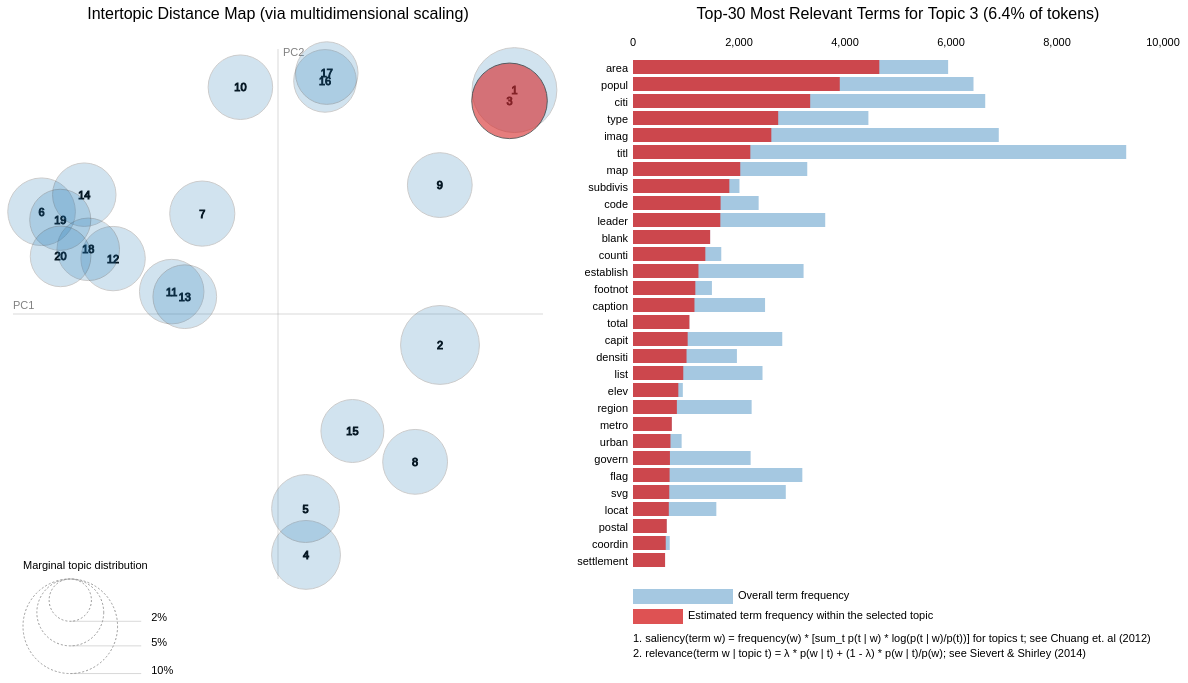 Intertopic Distance Map (via multidimensional scaling)
PC2
PC1
1
2
3
4
5
6
7
8
9
10
11
12
13
14
15
16
17
18
19
20
Marginal topic distribution
2%
5%
10%
Top-30 Most Relevant Terms for Topic 3 (6.4% of tokens)
0 2,000 4,000 6,000 8,000 10,000
area
popul
citi
type
imag
titl
map
subdivis
code
leader
blank
counti
establish
footnot
caption
total
capit
densiti
list
elev
region
metro
urban
govern
flag
svg
locat
postal
coordin
settlement
Overall term frequency
Estimated term frequency within the selected topic
1. saliency(term w) = frequency(w) * [sum_t p(t | w) * log(p(t | w)/p(t))] for topics t; see Chuang et. al (2012)
2. relevance(term w | topic t) = λ * p(w | t) + (1 - λ) * p(w | t)/p(w); see Sievert & Shirley (2014)